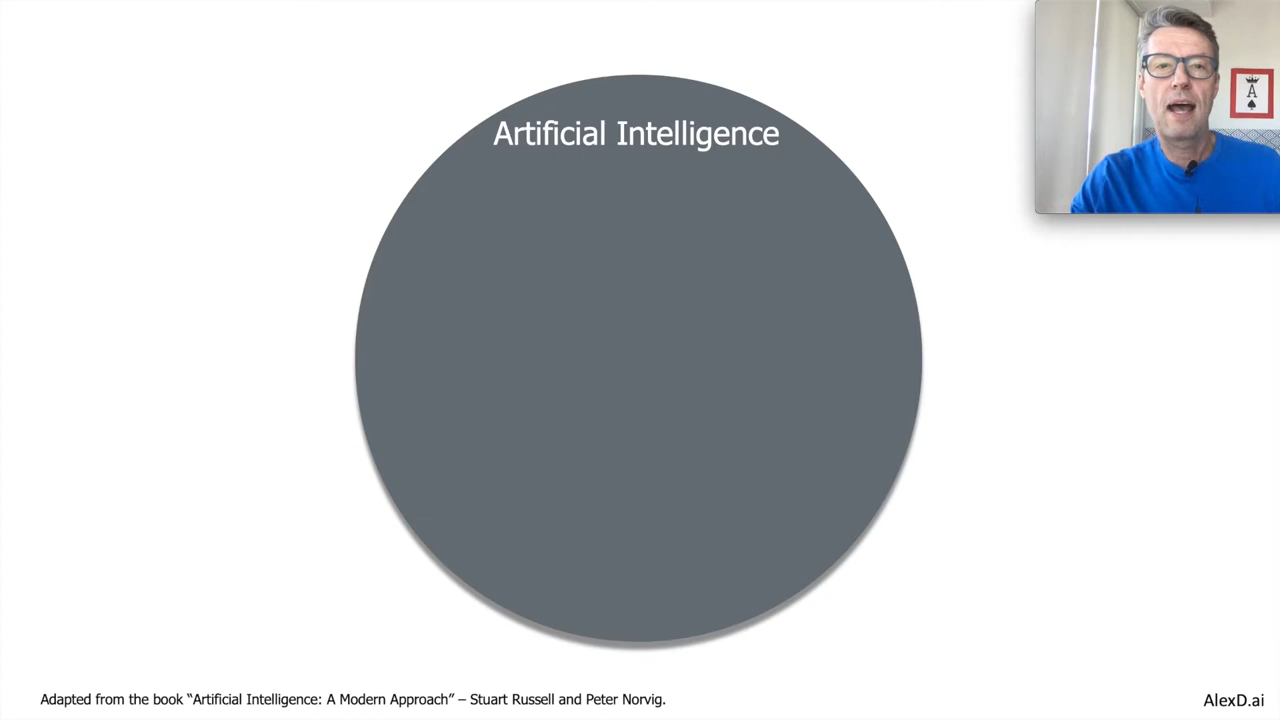 Artificial Intelligence
A
Adapted from the book “Artificial Intelligence: A Modern Approach” – Stuart Russell and Peter Norvig.
AlexD.ai